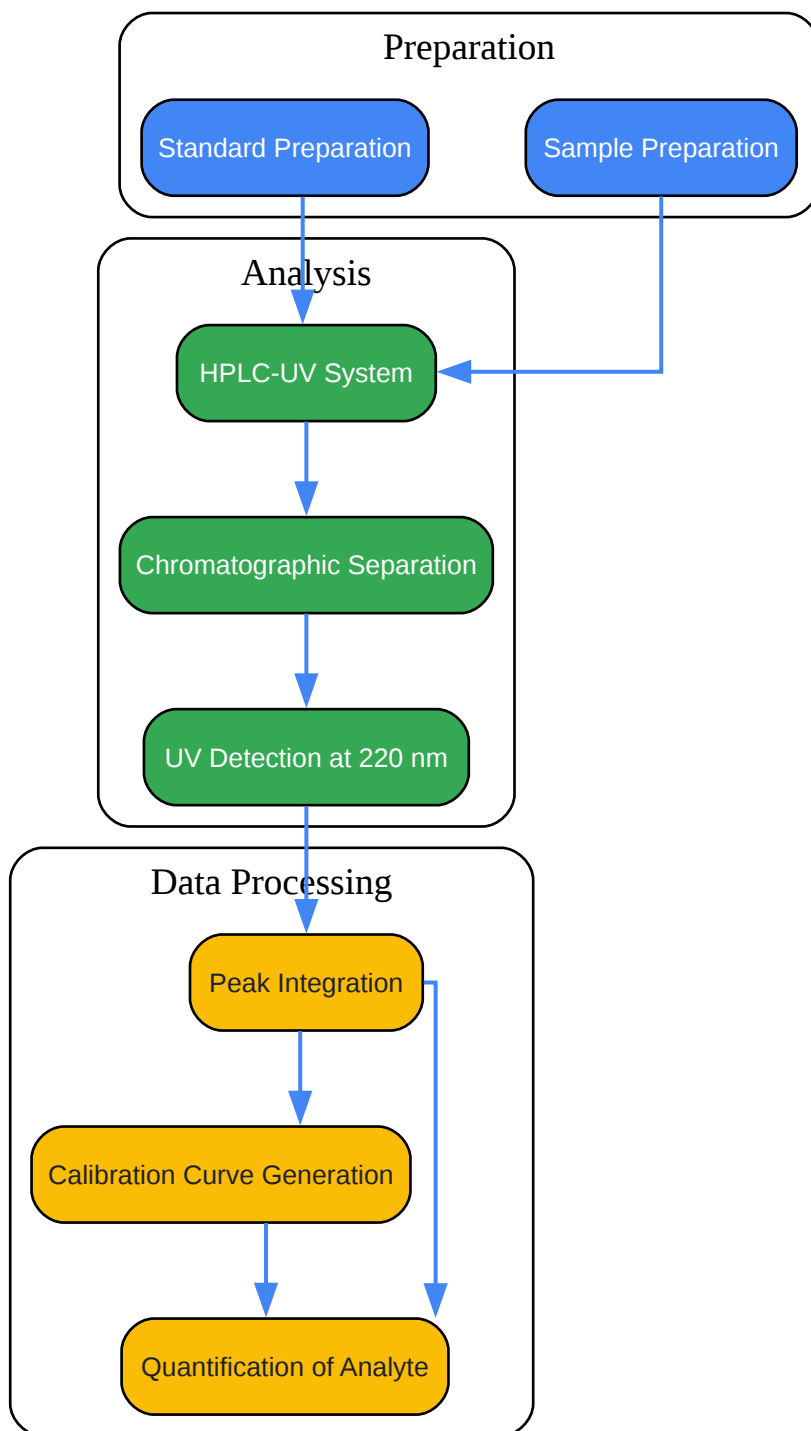 Preparation
Standard Preparation
Sample Preparation
Analysis
HPLC-UV System
Chromatographic Separation
UV Detection at 220 nm
Data Processing
Peak Integration
Calibration Curve Generation
Quantification of Analyte